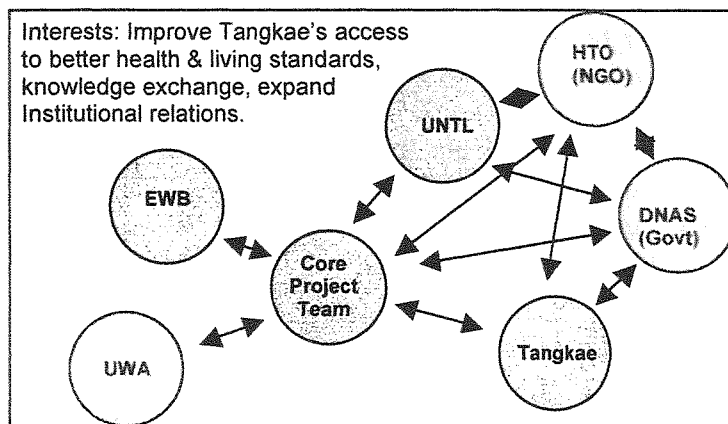 Interests: Improve Tangkae's access
to better health & living standards,
knowledge exchange, expand
Institutional relations.
HTO
(NGO)
UNTL
EWB
DNAS
(Govt)
Core
Project
Team
Tangkae
UWA